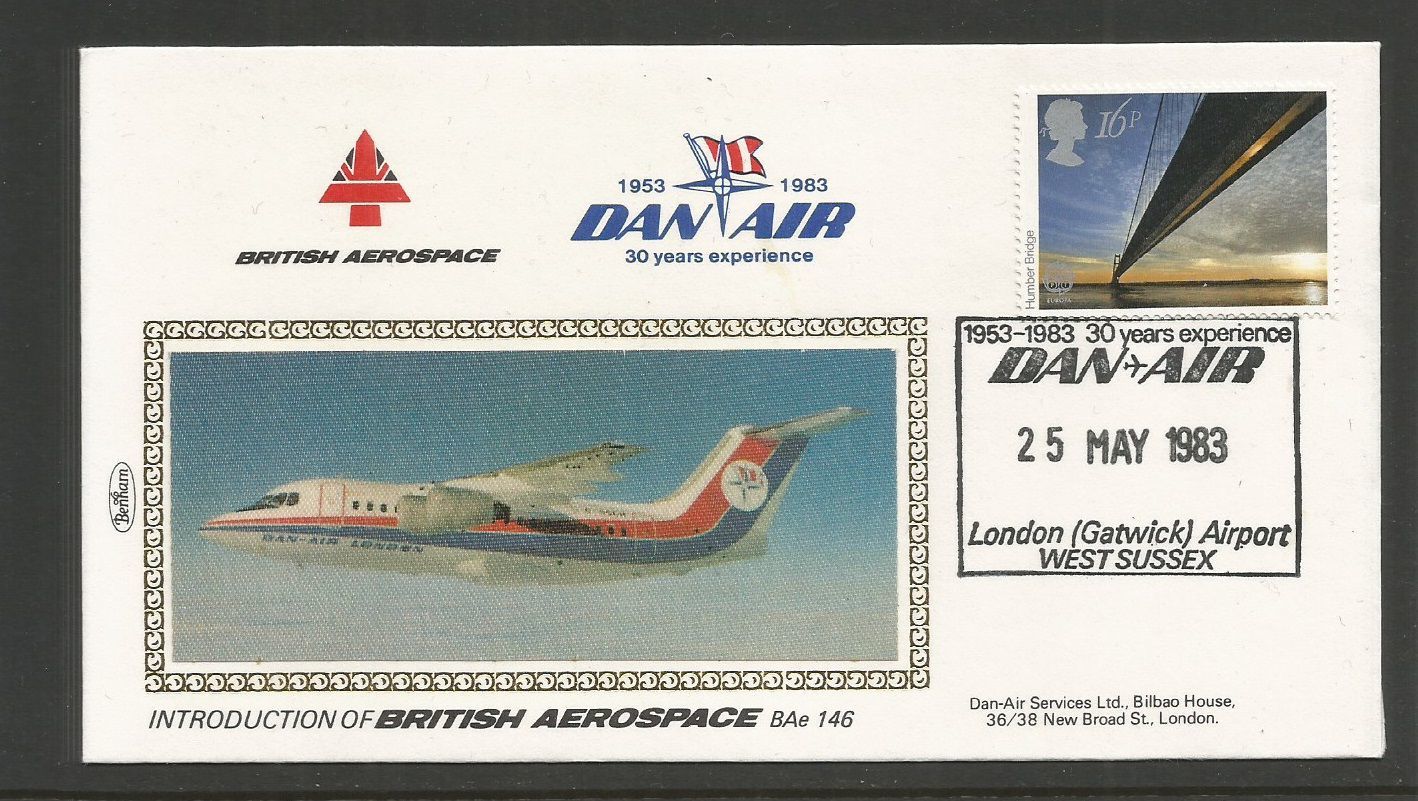 BRITISH AEROSPACE
1953 1983
DAN AIR
30 years experience
16P
Humber Bridge
EUROPA
1953-1983 30 years experience
DAN AIR
25 MAY 1983
London (Gatwick) Airport
WEST SUSSEX
Benham
DAN-AIR LONDON
INTRODUCTION OF BRITISH AEROSPACE BAe 146
Dan-Air Services Ltd., Bilbao House,
36/38 New Broad St., London.